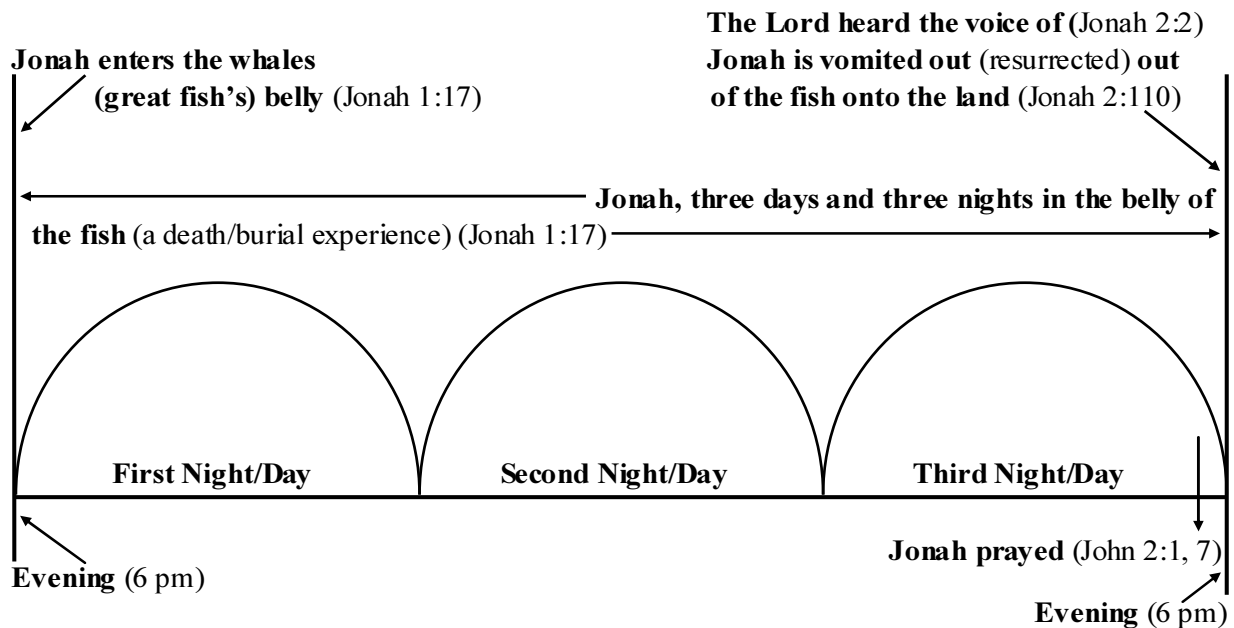 Jonah enters the whales
(great fish's) belly (Jonah 1:17)
The Lord heard the voice of (Jonah 2:2)
Jonah is vomited out (resurrected) out
of the fish onto the land (Jonah 2:110)
Jonah, three days and three nights in the belly of
the fish (a death/burial experience) (Jonah 1:17)
First Night/Day
Second Night/Day
Third Night/Day
Jonah prayed (John 2:1, 7)
Evening (6 pm)
Evening (6 pm)